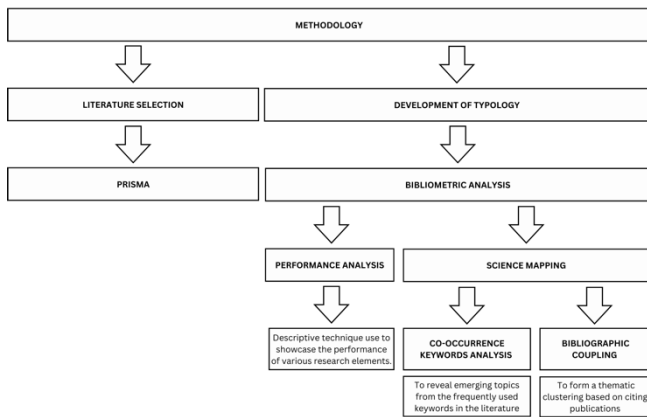 METHODOLOGY
LITERATURE SELECTION
DEVELOPMENT OF TYPOLOGY
PRISMA
BIBLIOMETRIC ANALYSIS
PERFORMANCE ANALYSIS
SCIENCE MAPPING
Descriptive technique use to
showcase the performance
of various research elements.
CO-OCCURRENCE
KEYWORDS ANALYSIS
BIBLIOGRAPHIC
COUPLING
To reveal emerging topics
from the frequently used
keywords in the literature
To form a thematic
clustering based on citing
publications